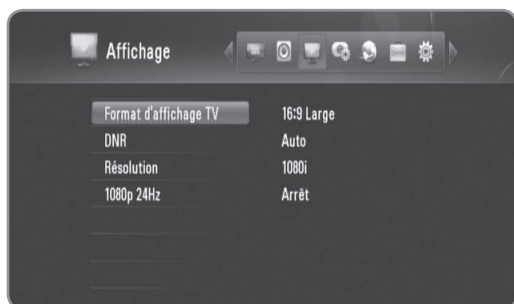 Affichage
Format d'affichage TV 16:9 Large
DNR Auto
Résolution 1080i
1080p 24Hz Arrêt